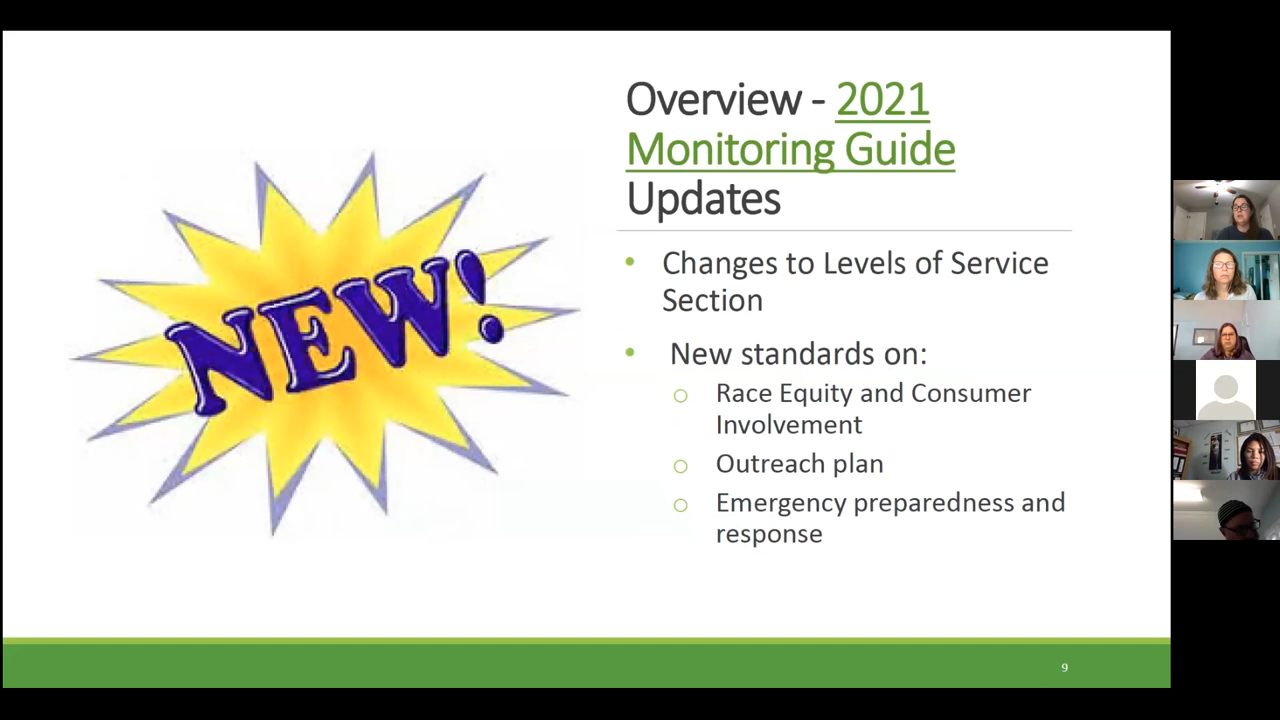 Overview - 2021
Monitoring Guide
Updates
NEW!
• Changes to Levels of Service
Section
• New standards on:
o Race Equity and Consumer
Involvement
o Outreach plan
o Emergency preparedness and
response
9